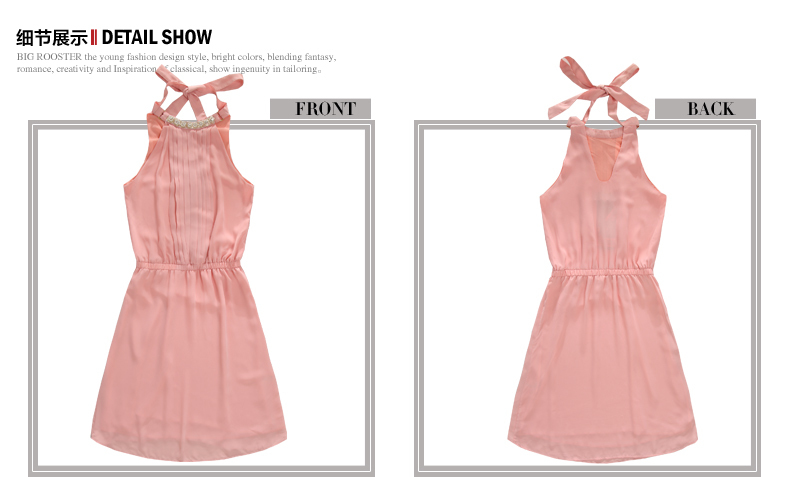 细节展示 DETAIL SHOW
BIG ROOSTER the young fashion design style, bright colors, blending fantasy,
romance, creativity and Inspiration of classical, show ingenuity in tailoring。
FRONT
BACK